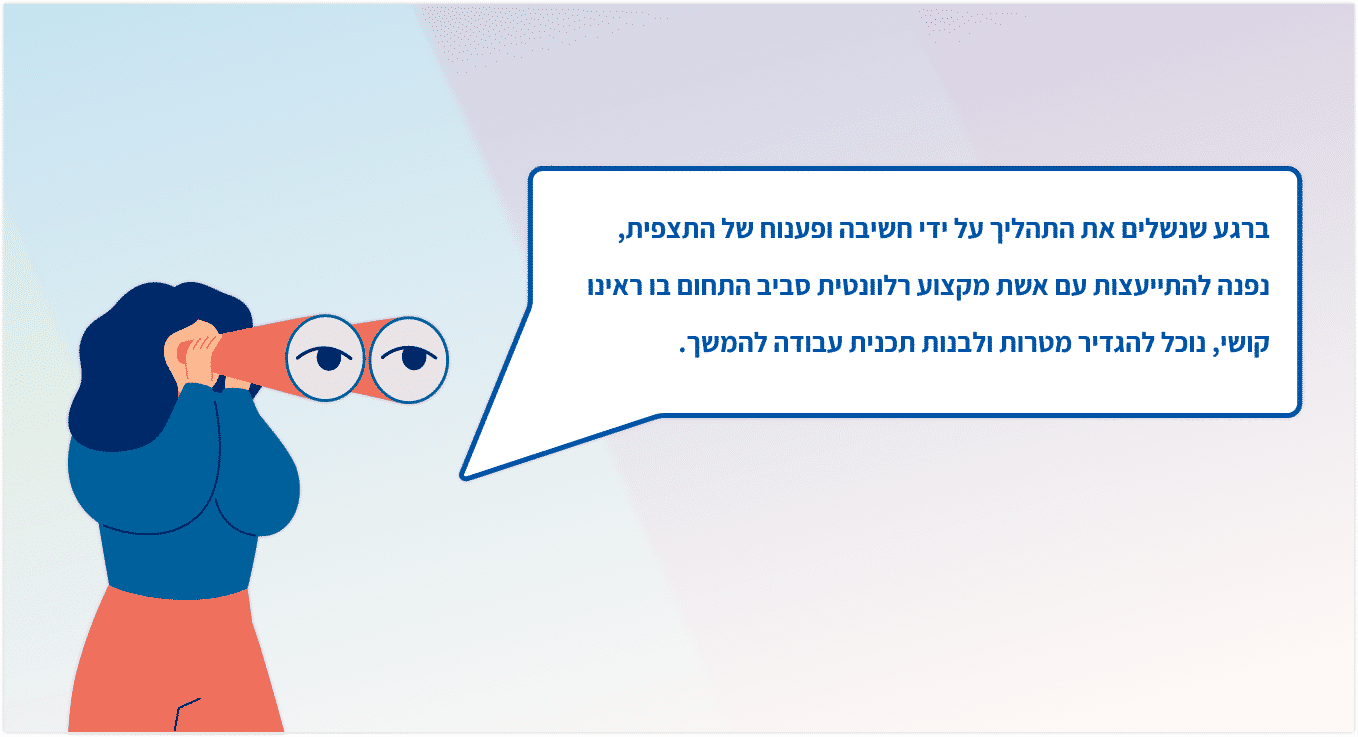 ברגע שנשלים את התהליך על ידי חשיבה ופענוח של התצפית,
נפנה להתייעצות עם אשת מקצוע רלוונטית סביב התחום בו ראינו
קושי, נוכל להגדיר מטרות ולבנות תכנית עבודה להמשך.